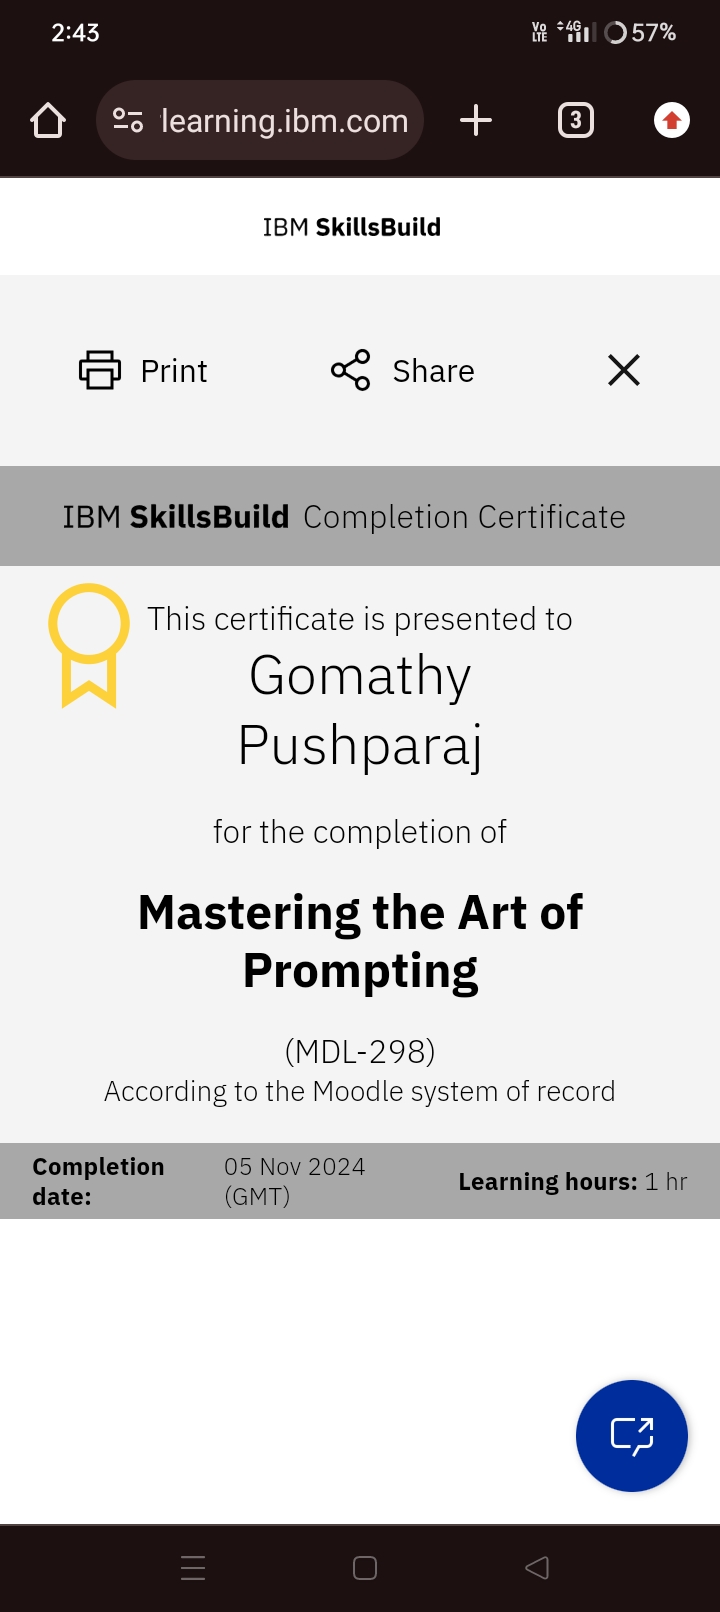 2:43
Vo LTE 4G 57%
learning.ibm.com
3
IBM SkillsBuild
Print
Share
IBM SkillsBuild Completion Certificate
This certificate is presented to
Gomathy
Pushparaj
for the completion of
Mastering the Art of
Prompting
(MDL-298)
According to the Moodle system of record
Completion date:
05 Nov 2024 (GMT)
Learning hours: 1 hr